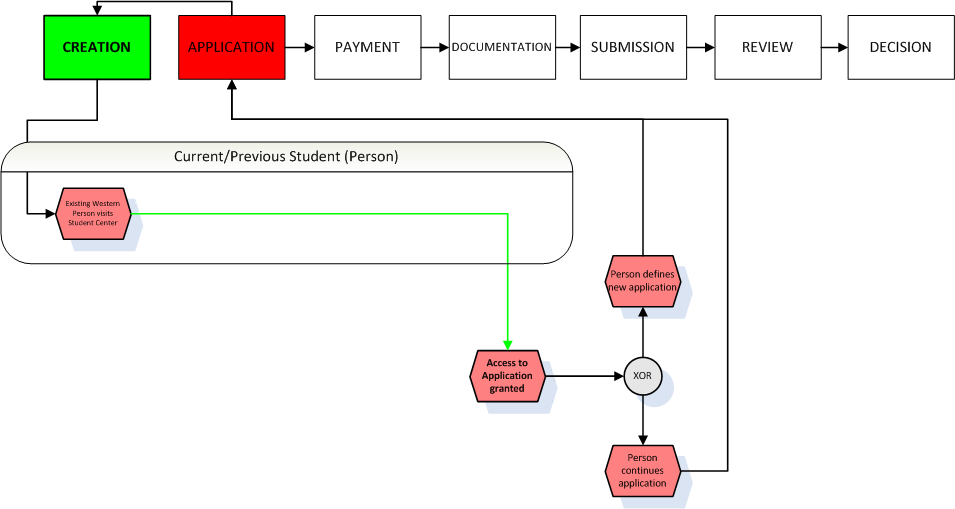 CREATION
APPLICATION
PAYMENT
DOCUMENTATION
SUBMISSION
REVIEW
DECISION
Current/Previous Student (Person)
Existing Western
Person visits
Student Center
Person defines
new application
Access to
Application
granted
XOR
Person
continues
application